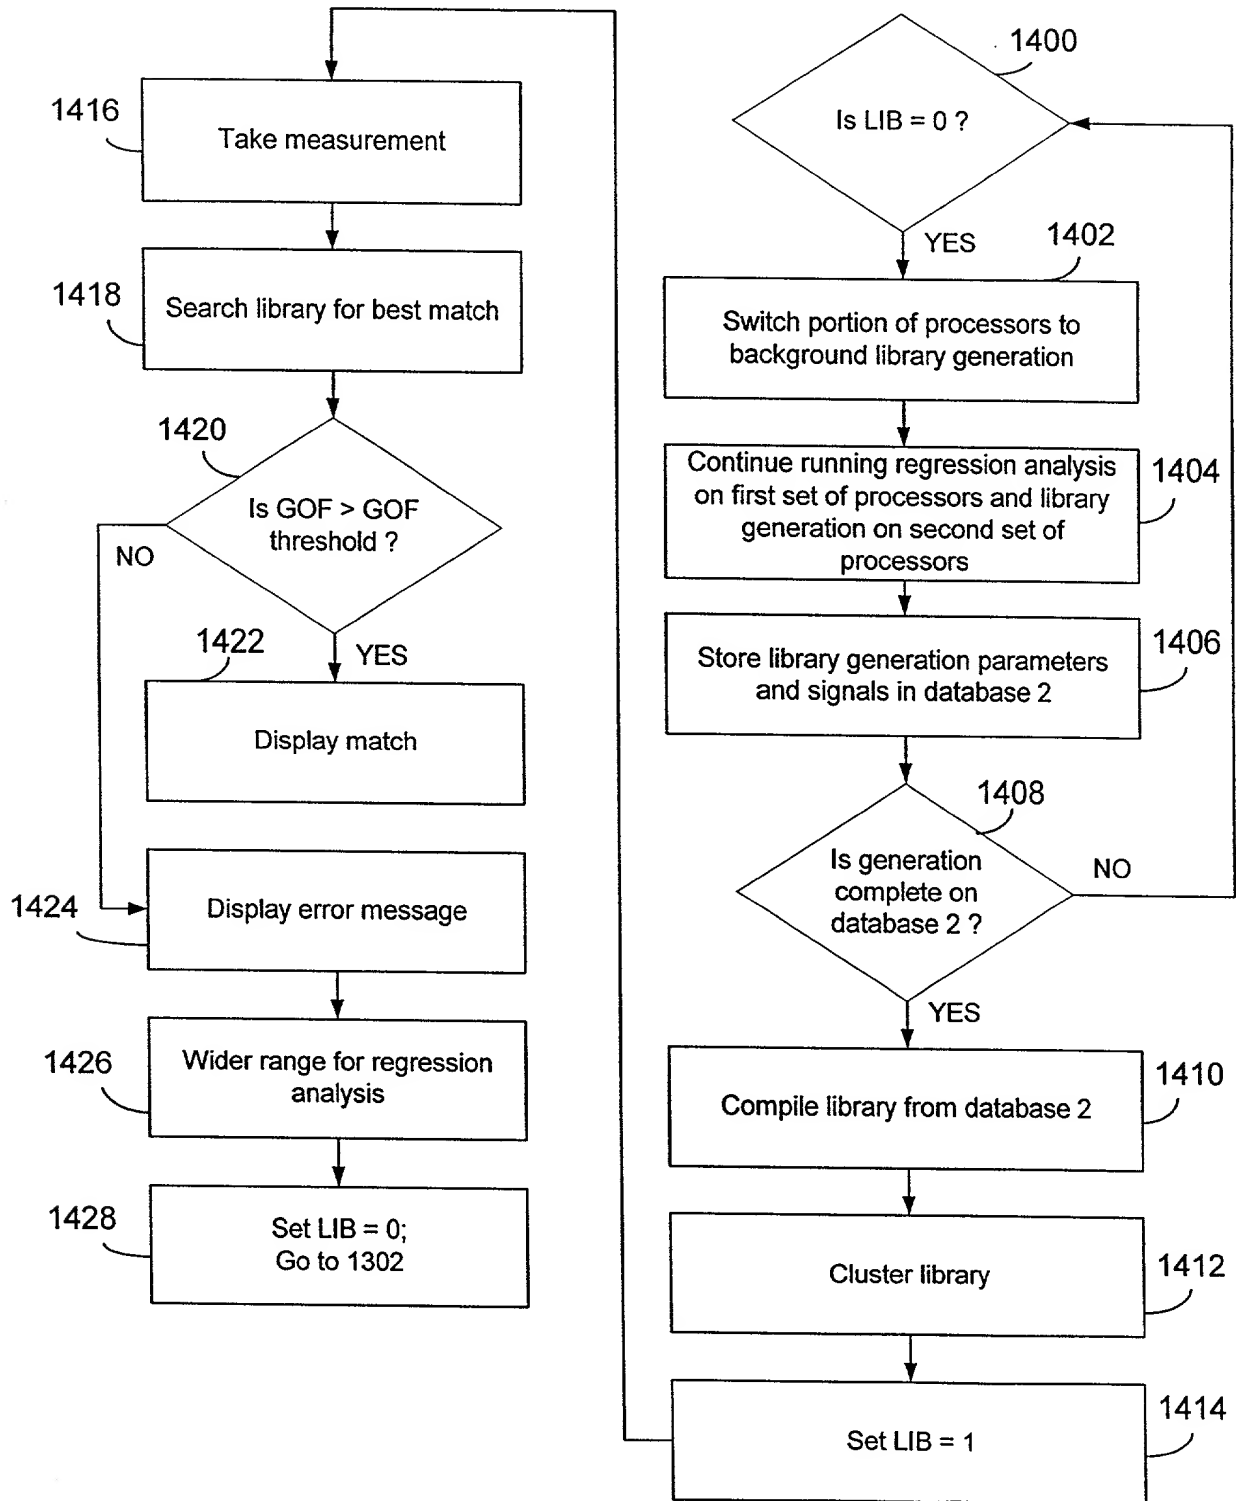 1400
Is LIB = 0 ?
YES
1402
Switch portion of processors to
background library generation
1404
Continue running regression analysis
on first set of processors and library
generation on second set of
processors
1406
Store library generation parameters
and signals in database 2
1408
Is generation
complete on
database 2 ?
NO
YES
1410
Compile library from database 2
1412
Cluster library
1414
Set LIB = 1
1416
Take measurement
1418
Search library for best match
1420
Is GOF > GOF
threshold ?
NO
YES
1422
Display match
1424
Display error message
1426
Wider range for regression
analysis
1428
Set LIB = 0;
Go to 1302